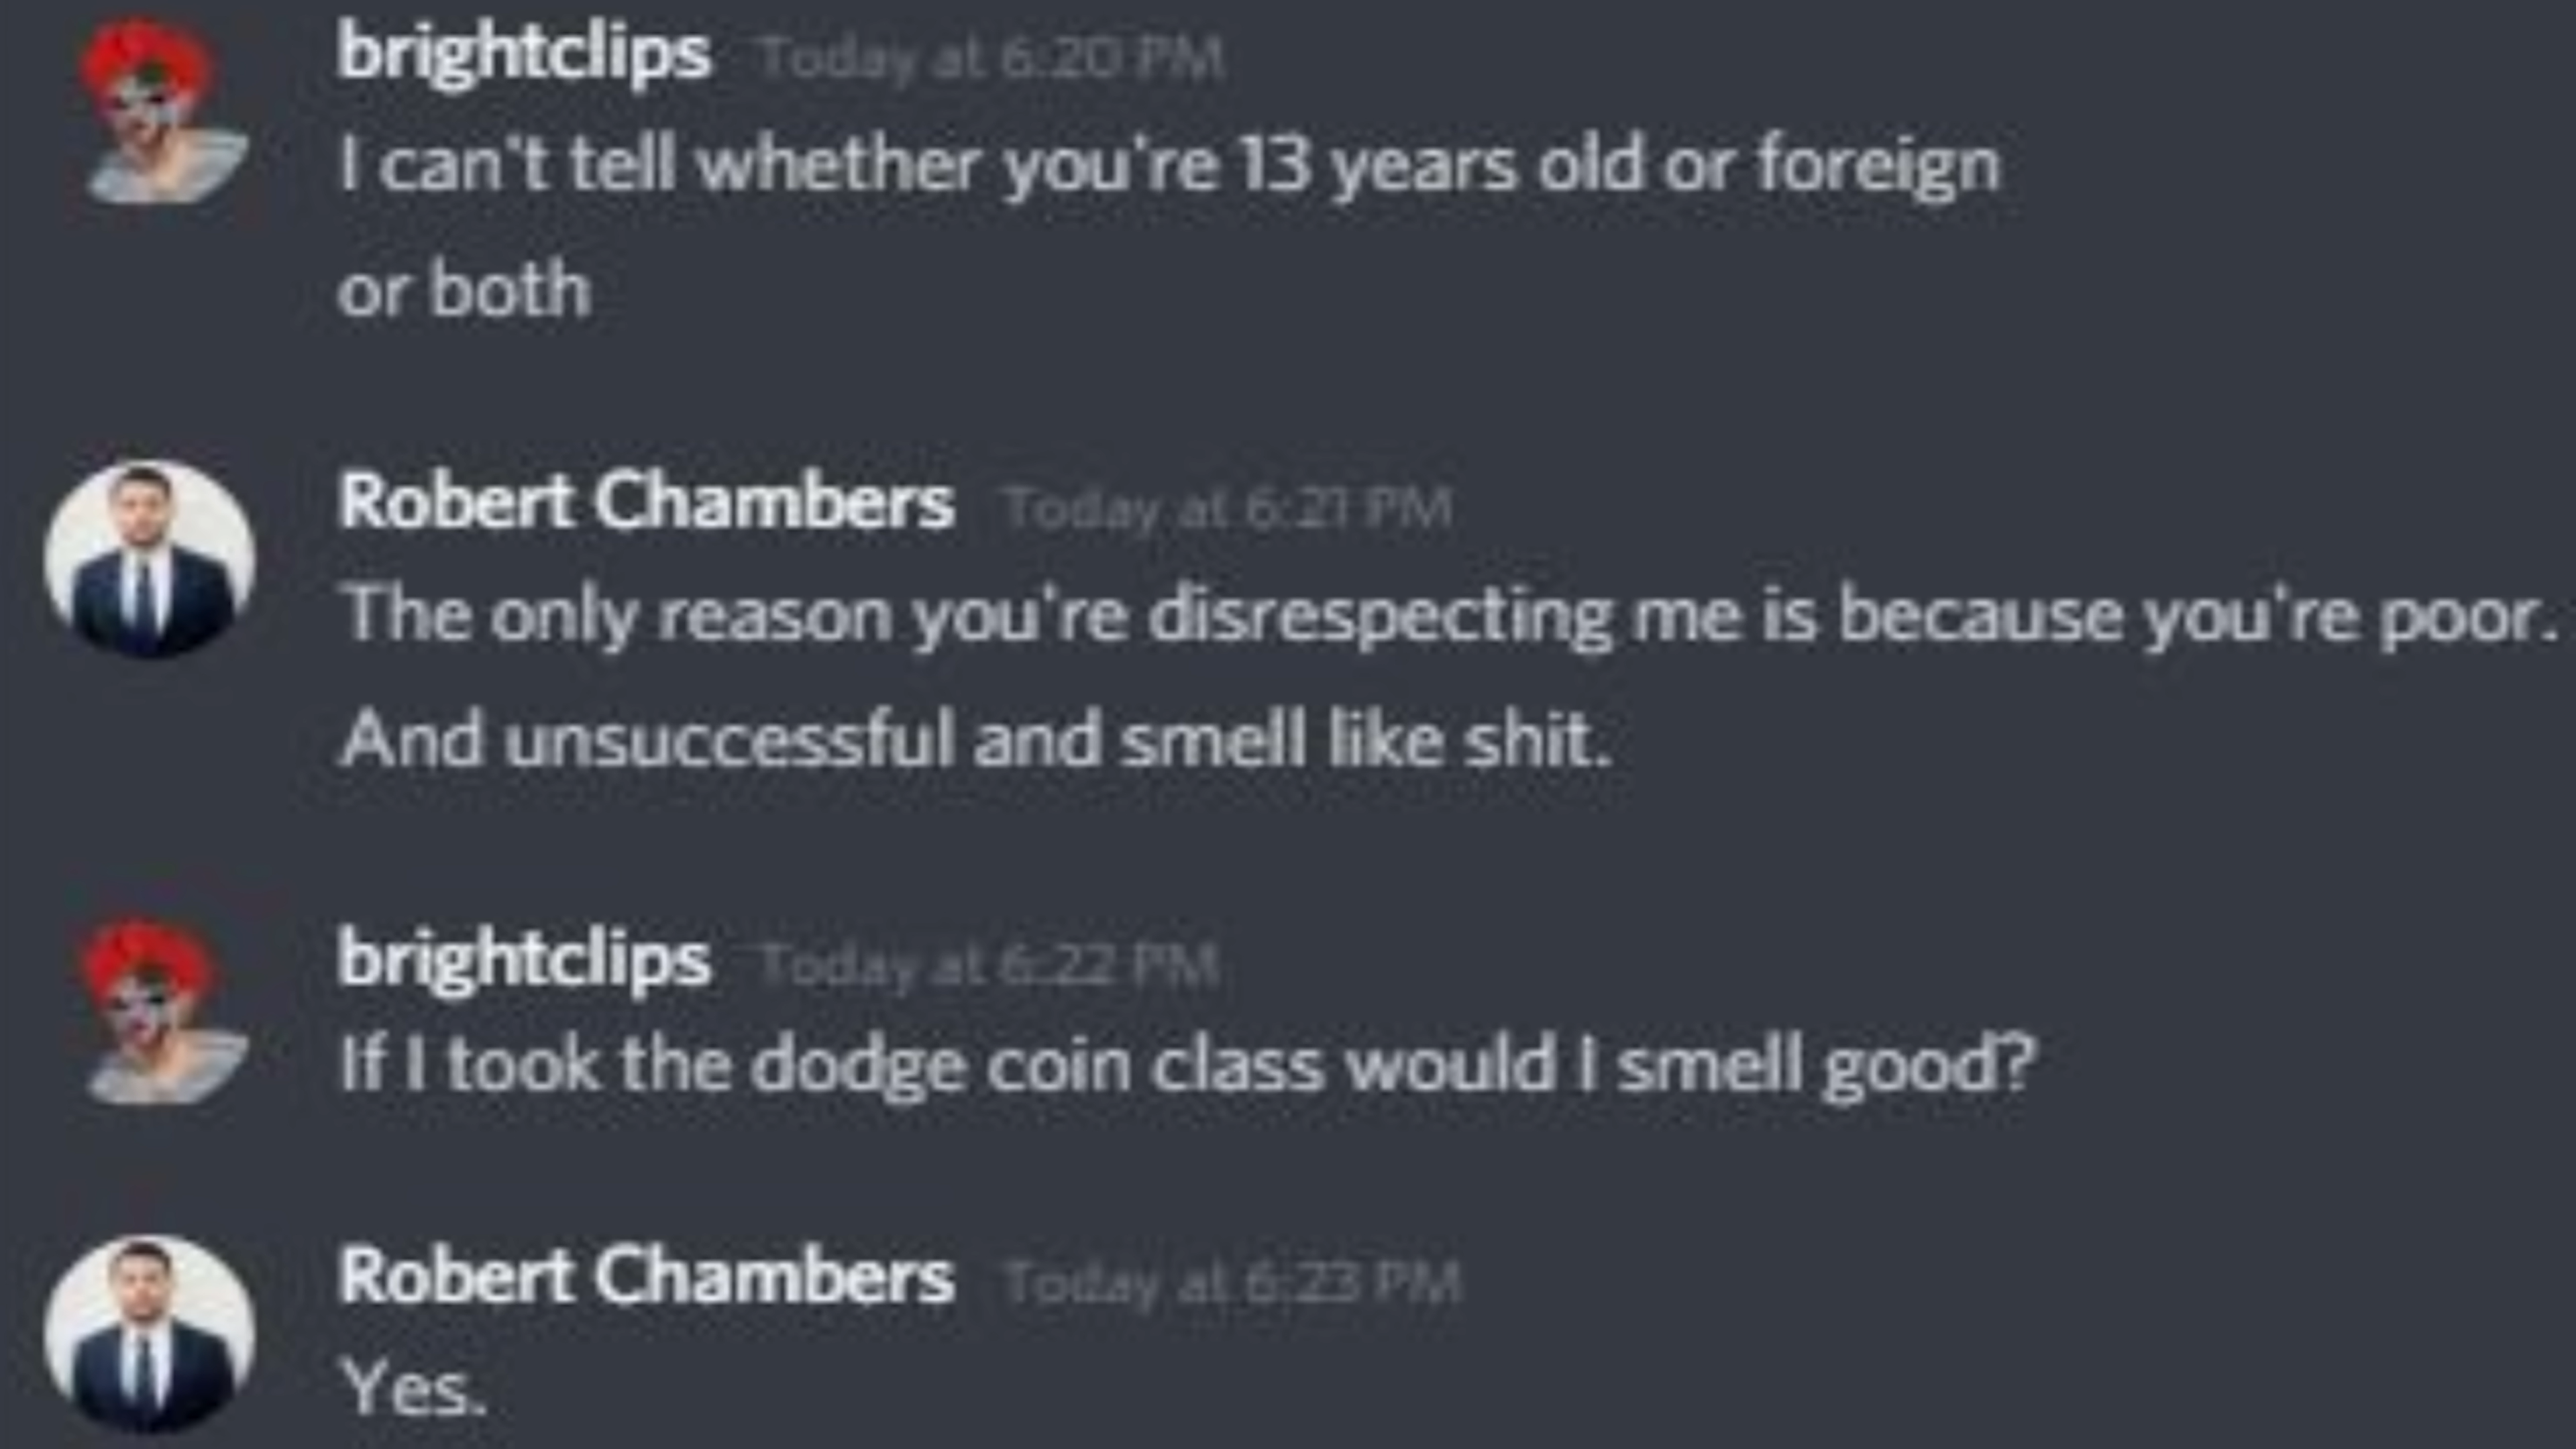 brightclips Today at 6:20 PM
I can't tell whether you're 13 years old or foreign
or both
Robert Chambers Today at 6:21 PM
The only reason you're disrespecting me is because you're poor.
And unsuccessful and smell like shit.
brightclips Today at 6:22 PM
If I took the dodge coin class would I smell good?
Robert Chambers Today at 6:23 PM
Yes.